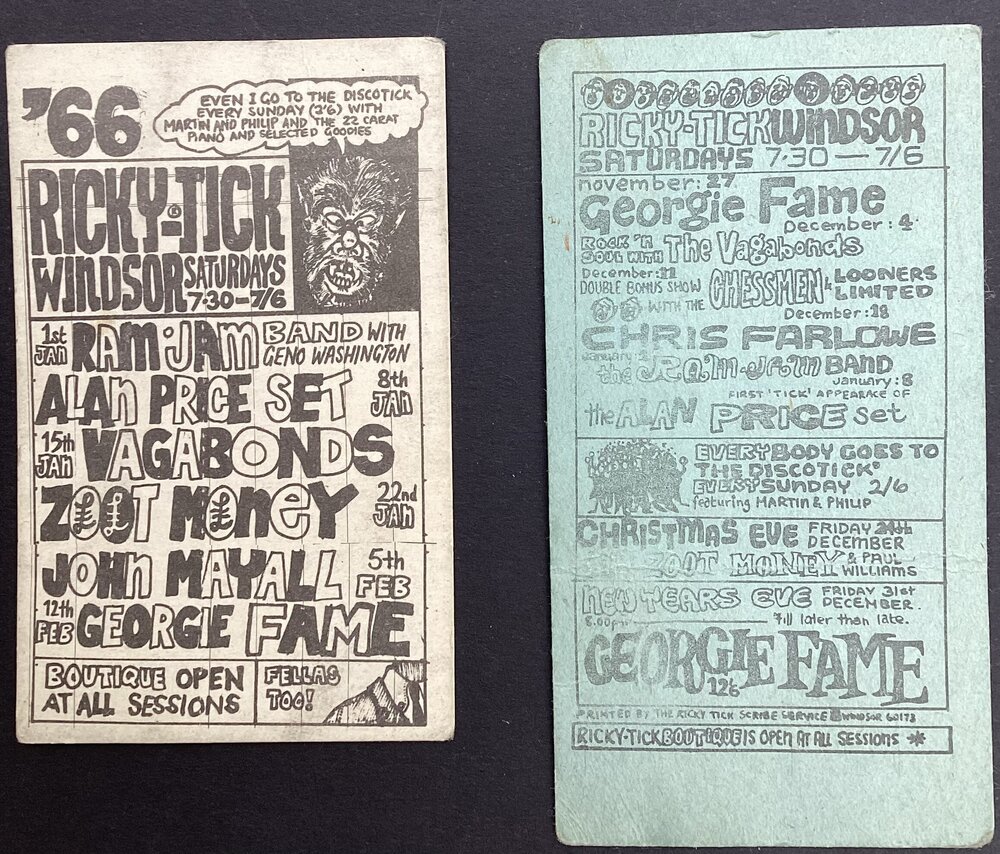 '66
EVEN I GO TO THE DISCOTICK
EVERY SUNDAY (3'6) WITH
MARTIN AND PHILIP AND THE 22 CARAT
PIANO AND SELECTED GOODIES
RICKY-TICK
WINDSOR SATURDAYS
7·30-7/6
1st JAN RAM·JAM BAND WITH GENO WASHINGTON
ALAN PRICE SET 8th JAN
15th JAN VAGABONDS
ZOOT MONEY 22nd JAN
JOHN MAYALL 5th FEB
12th FEB GEORGIE FAME
BOUTIQUE OPEN
AT ALL SESSIONS
FELLAS
TOO!
RICKY-TICK WINDSOR
SATURDAYS 7·30 — 7/6
november: 27
Georgie Fame
December: 4
ROCK 'N SOUL WITH The Vagabonds
December: 11
DOUBLE BONUS SHOW
WITH THE CHESSMEN & LOONERS LIMITED
December: 18
CHRIS FARLOWE
January: 1
the Ram-Jam BAND
January: 8
FIRST 'TICK' APPEARACE OF
the ALAN PRICE set
EVERYBODY GOES TO
THE DISCOTICK'
EVERY SUNDAY 2/6
featuring MARTIN & PHILIP
CHRISTMAS EVE FRIDAY 24th DECEMBER
ZOOT MONEY & PAUL WILLIAMS
NEW YEARS EVE FRIDAY 31st DECEMBER.
8.00pm Till later than late.
GEORGIE FAME
12/6
PRINTED BY THE RICKY TICK SCRIBE SERVICE WINDSOR 60173
RICKY-TICK BOUTIQUE IS OPEN AT ALL SESSIONS *